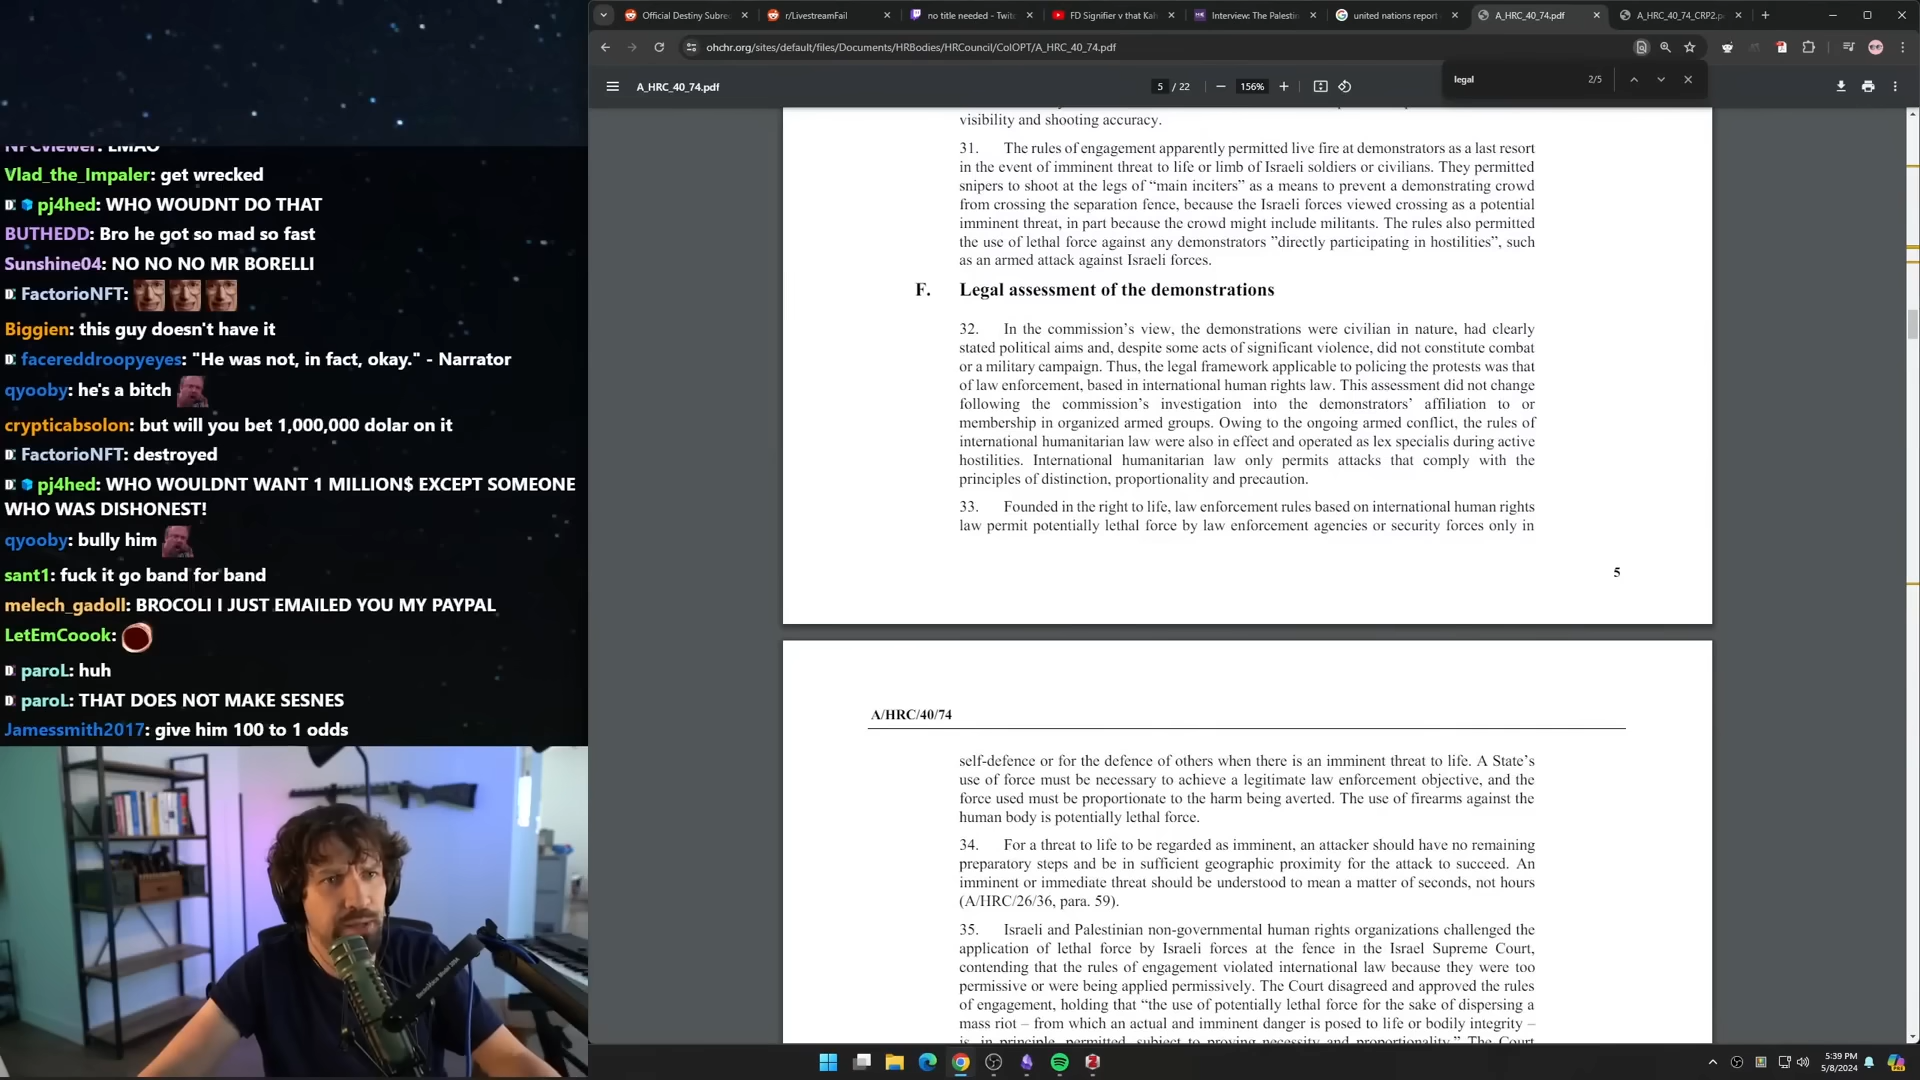 Official Destiny Subrec
r/LivestreamFail
no title needed - Twitc
FD Signifier v that Kal
Interview: The Palestin
united nations report
A_HRC_40_74.pdf
A_HRC_40_74_CRP2.p
ohchr.org/sites/default/files/Documents/HRBodies/HRCouncil/CoIOPT/A_HRC_40_74.pdf
legal 2/5
A_HRC_40_74.pdf
5 / 22
156%
NPCviewer: LMAO
Vlad_the_Impaler: get wrecked
pj4hed: WHO WOUDNT DO THAT
BUTHEDD: Bro he got so mad so fast
Sunshine04: NO NO NO MR BORELLI
FactorioNFT:
Biggien: this guy doesn't have it
facereddroopyeyes: "He was not, in fact, okay." - Narrator
qyooby: he's a bitch
crypticabsolon: but will you bet 1,000,000 dolar on it
FactorioNFT: destroyed
pj4hed: WHO WOULDNT WANT 1 MILLION$ EXCEPT SOMEONE
WHO WAS DISHONEST!
qyooby: bully him
sant1: fuck it go band for band
melech_gadoll: BROCOLI I JUST EMAILED YOU MY PAYPAL
LetEmCoook:
paroL: huh
paroL: THAT DOES NOT MAKE SESNES
Jamessmith2017: give him 100 to 1 odds
visibility and shooting accuracy.
31. The rules of engagement apparently permitted live fire at demonstrators as a last resort
in the event of imminent threat to life or limb of Israeli soldiers or civilians. They permitted
snipers to shoot at the legs of “main inciters” as a means to prevent a demonstrating crowd
from crossing the separation fence, because the Israeli forces viewed crossing as a potential
imminent threat, in part because the crowd might include militants. The rules also permitted
the use of lethal force against any demonstrators ”directly participating in hostilities”, such
as an armed attack against Israeli forces.
F. Legal assessment of the demonstrations
32. In the commission’s view, the demonstrations were civilian in nature, had clearly
stated political aims and, despite some acts of significant violence, did not constitute combat
or a military campaign. Thus, the legal framework applicable to policing the protests was that
of law enforcement, based in international human rights law. This assessment did not change
following the commission’s investigation into the demonstrators’ affiliation to or
membership in organized armed groups. Owing to the ongoing armed conflict, the rules of
international humanitarian law were also in effect and operated as lex specialis during active
hostilities. International humanitarian law only permits attacks that comply with the
principles of distinction, proportionality and precaution.
33. Founded in the right to life, law enforcement rules based on international human rights
law permit potentially lethal force by law enforcement agencies or security forces only in
5
A/HRC/40/74
self-defence or for the defence of others when there is an imminent threat to life. A State’s
use of force must be necessary to achieve a legitimate law enforcement objective, and the
force used must be proportionate to the harm being averted. The use of firearms against the
human body is potentially lethal force.
34. For a threat to life to be regarded as imminent, an attacker should have no remaining
preparatory steps and be in sufficient geographic proximity for the attack to succeed. An
imminent or immediate threat should be understood to mean a matter of seconds, not hours
(A/HRC/26/36, para. 59).
35. Israeli and Palestinian non-governmental human rights organizations challenged the
application of lethal force by Israeli forces at the fence in the Israel Supreme Court,
contending that the rules of engagement violated international law because they were too
permissive or were being applied permissively. The Court disagreed and approved the rules
of engagement, holding that “the use of potentially lethal force for the sake of dispersing a
mass riot – from which an actual and imminent danger is posed to life or bodily integrity –
is, in principle, permitted, subject to proving necessity and proportionality.” The Court
5:39 PM
5/8/2024